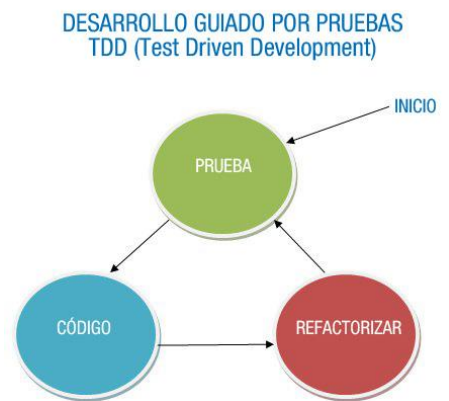 DESARROLLO GUIADO POR PRUEBAS
TDD (Test Driven Development)
INICIO
PRUEBA
CÓDIGO
REFACTORIZAR